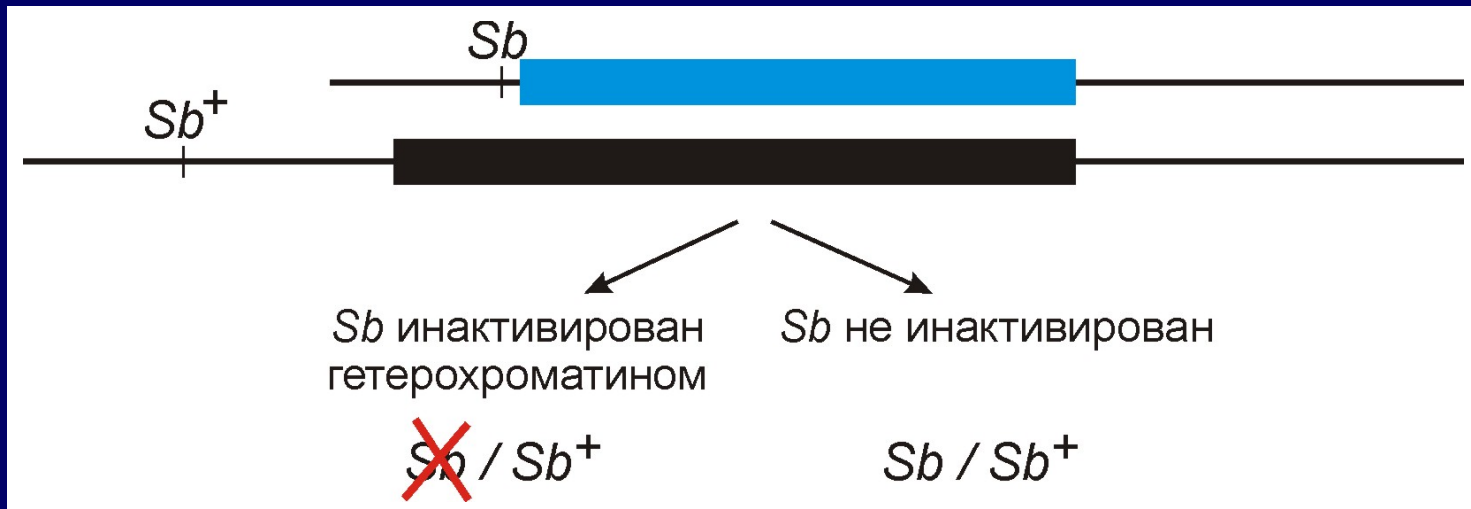 Sb
Sb⁺
Sb инактивирован
гетерохроматином
Sb не инактивирован
Sb / Sb⁺
Sb / Sb⁺